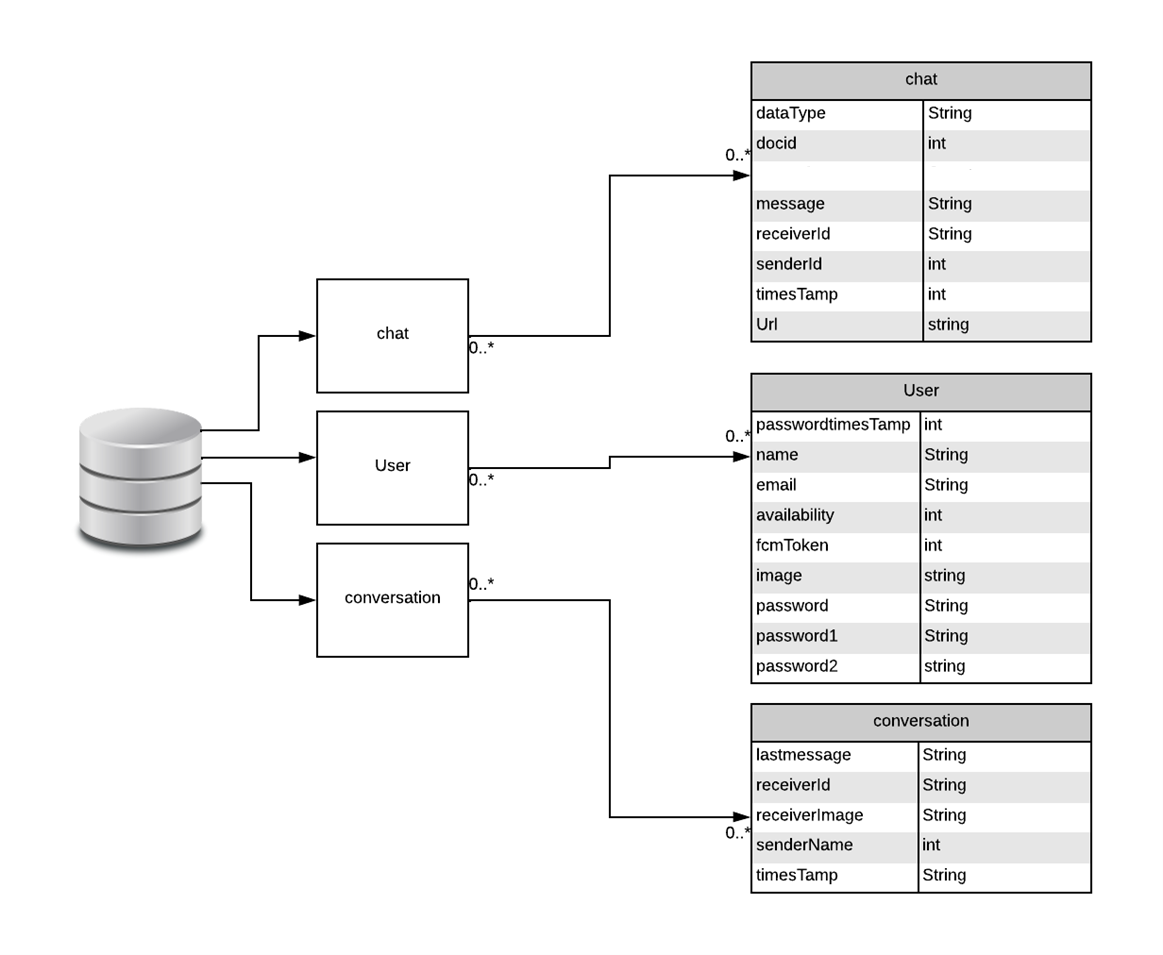 chat
dataType String
docid int
0..*
message String
receiverId String
senderId int
timesTamp int
Url string
chat
0..*
User
passwordtimesTamp int
0..*
name String
email String
availability int
fcmToken int
image string
password String
password1 String
password2 string
User
0..*
conversation
0..*
conversation
lastmessage String
receiverId String
receiverImage String
0..*
senderName int
timesTamp String